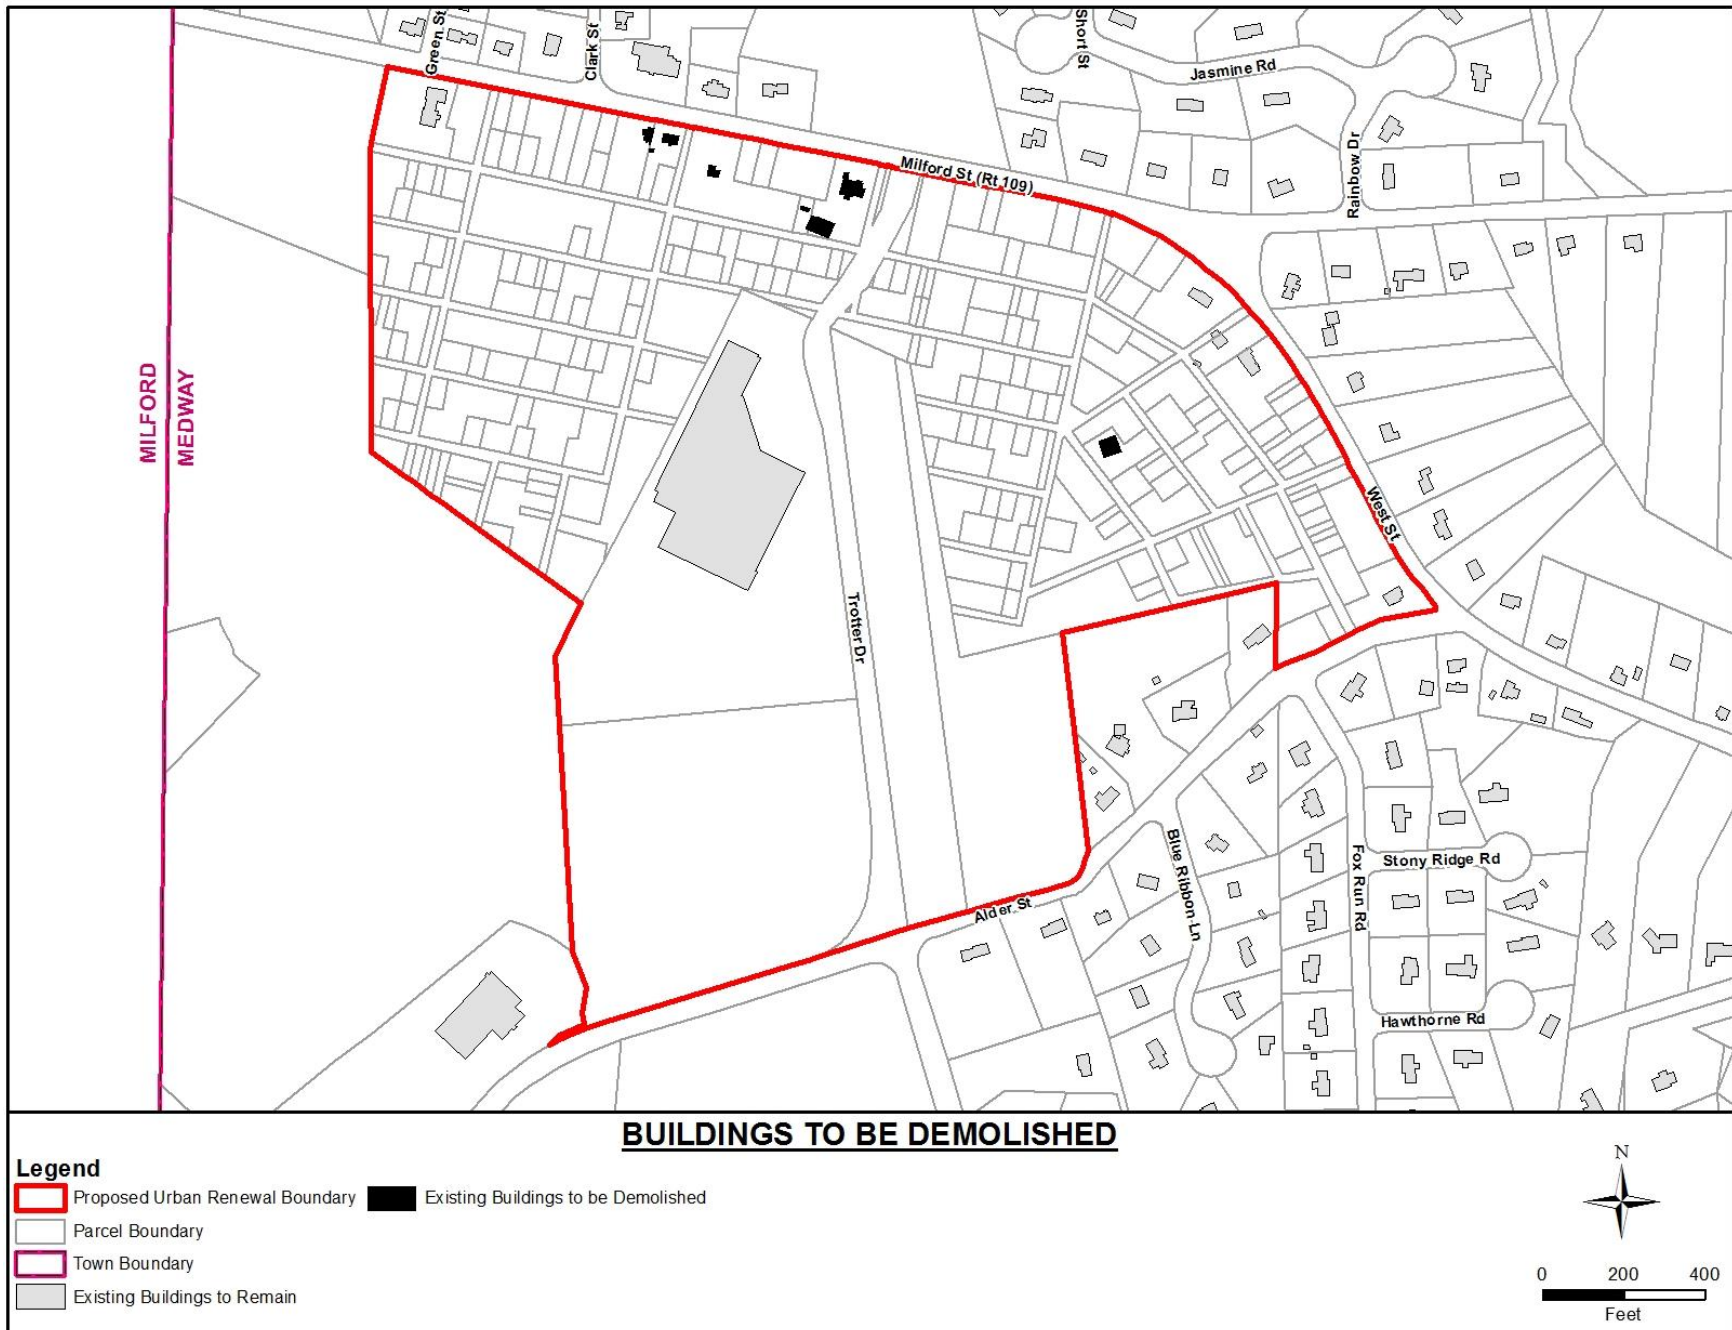 Green St
Clark St
Short St
Jasmine Rd
Rainbow Dr
Milford St (Rt 109)
MILFORD
MEDWAY
West St
Trotter Dr
Blue Ribbon Ln
Fox Run Rd
Stony Ridge Rd
Alder St
Hawthorne Rd
BUILDINGS TO BE DEMOLISHED
Legend
Proposed Urban Renewal Boundary
Existing Buildings to be Demolished
Parcel Boundary
Town Boundary
Existing Buildings to Remain
N
0 200 400
Feet